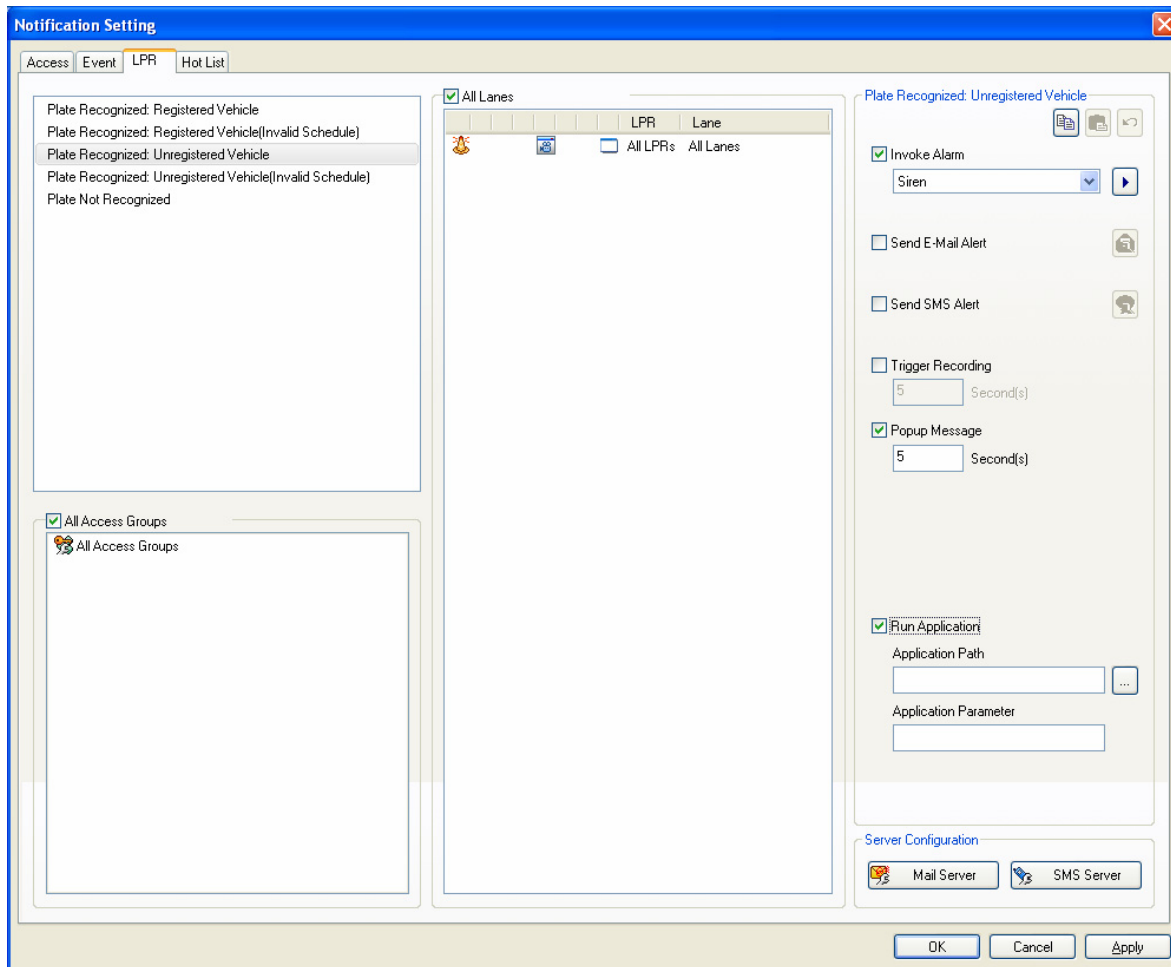 Notification Setting
Access Event LPR Hot List
Plate Recognized: Registered Vehicle
Plate Recognized: Registered Vehicle(Invalid Schedule)
Plate Recognized: Unregistered Vehicle
Plate Recognized: Unregistered Vehicle(Invalid Schedule)
Plate Not Recognized
All Access Groups
All Access Groups
All Lanes
LPR Lane
All LPRs All Lanes
Plate Recognized: Unregistered Vehicle
Invoke Alarm
Siren
Send E-Mail Alert
Send SMS Alert
Trigger Recording
5 Second(s)
Popup Message
5 Second(s)
Run Application
Application Path
...
Application Parameter
Server Configuration
Mail Server SMS Server
OK Cancel Apply